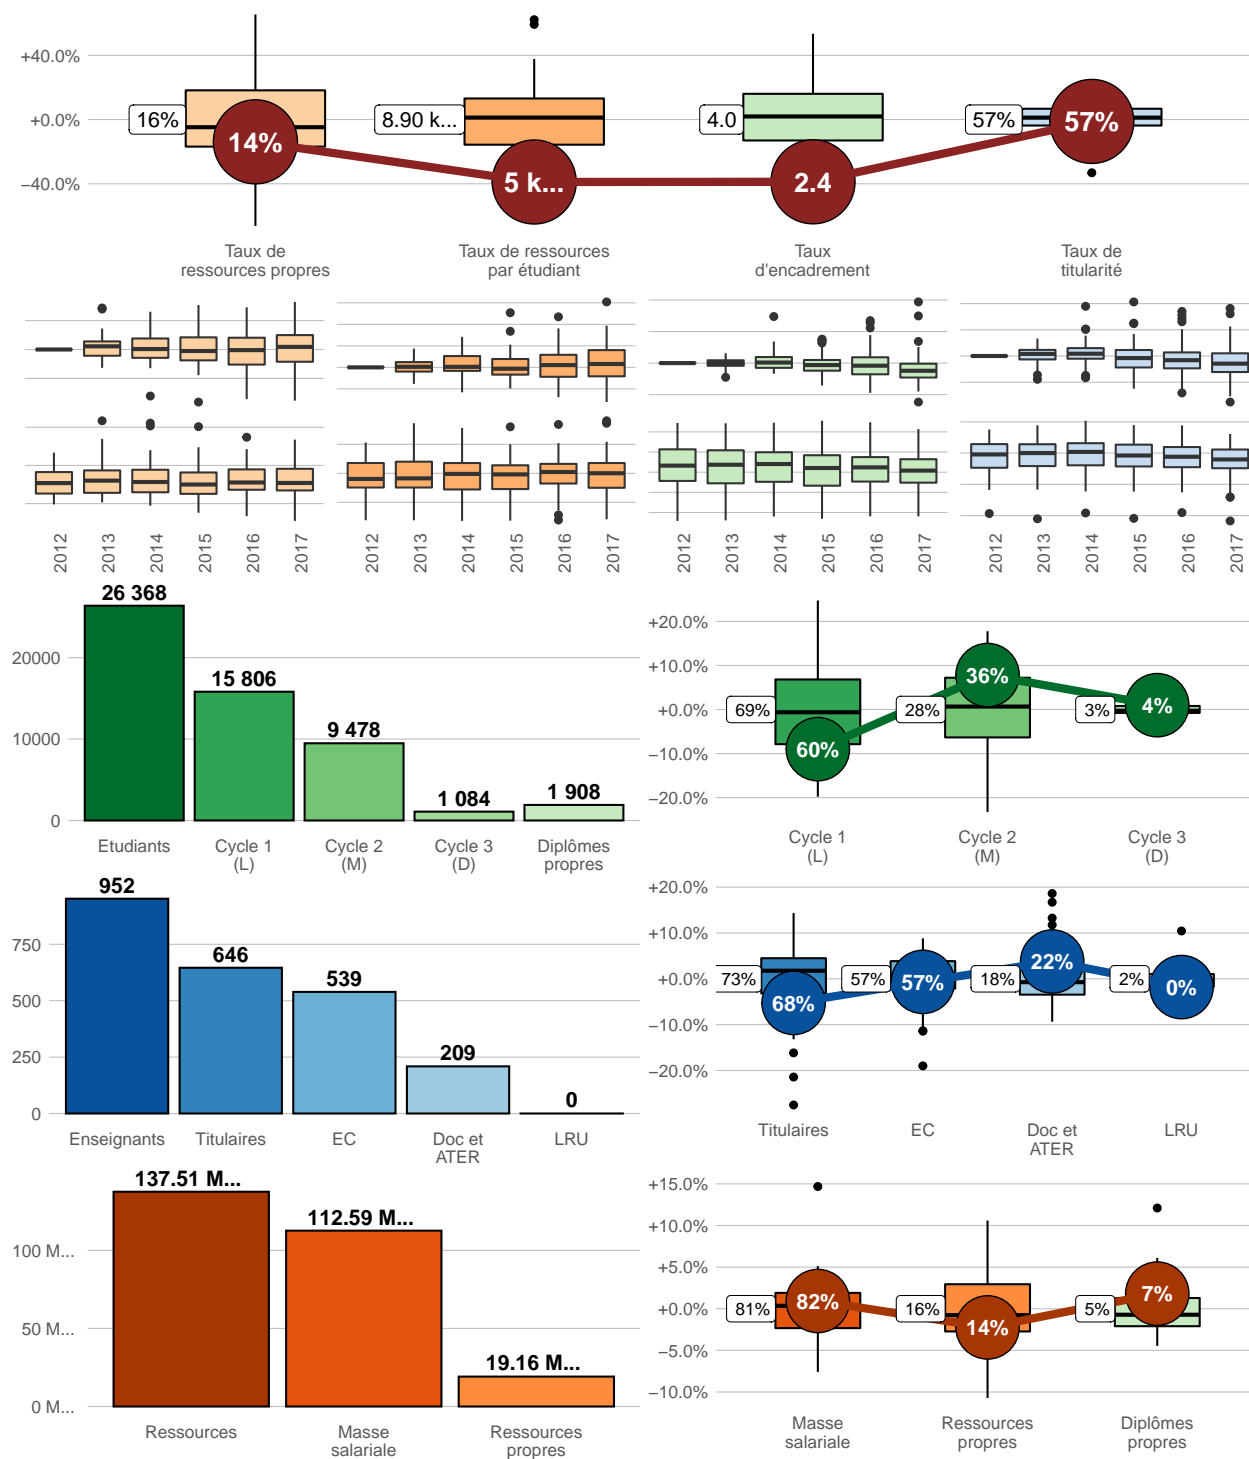 +40.0%
+0.0%
−40.0%
16%
14%
8.90 k...
5 k...
4.0
2.4
57%
57%
Taux de
ressources propres
Taux de ressources
par étudiant
Taux
d'encadrement
Taux de
titularité
2012
2013
2014
2015
2016
2017
2012
2013
2014
2015
2016
2017
2012
2013
2014
2015
2016
2017
2012
2013
2014
2015
2016
2017
20000
10000
0
26 368
15 806
9 478
1 084
1 908
Etudiants
Cycle 1
(L)
Cycle 2
(M)
Cycle 3
(D)
Diplômes
propres
+20.0%
+10.0%
+0.0%
−10.0%
−20.0%
69%
60%
28%
36%
3%
4%
Cycle 1
(L)
Cycle 2
(M)
Cycle 3
(D)
750
500
250
0
952
646
539
209
0
Enseignants
Titulaires
EC
Doc et
ATER
LRU
+20.0%
+10.0%
+0.0%
−10.0%
−20.0%
73%
68%
57%
57%
18%
22%
2%
0%
Titulaires
EC
Doc et
ATER
LRU
100 M...
50 M...
0 M...
137.51 M...
112.59 M...
19.16 M...
Ressources
Masse
salariale
Ressources
propres
+15.0%
+10.0%
+5.0%
+0.0%
−5.0%
−10.0%
81%
82%
16%
14%
5%
7%
Masse
salariale
Ressources
propres
Diplômes
propres